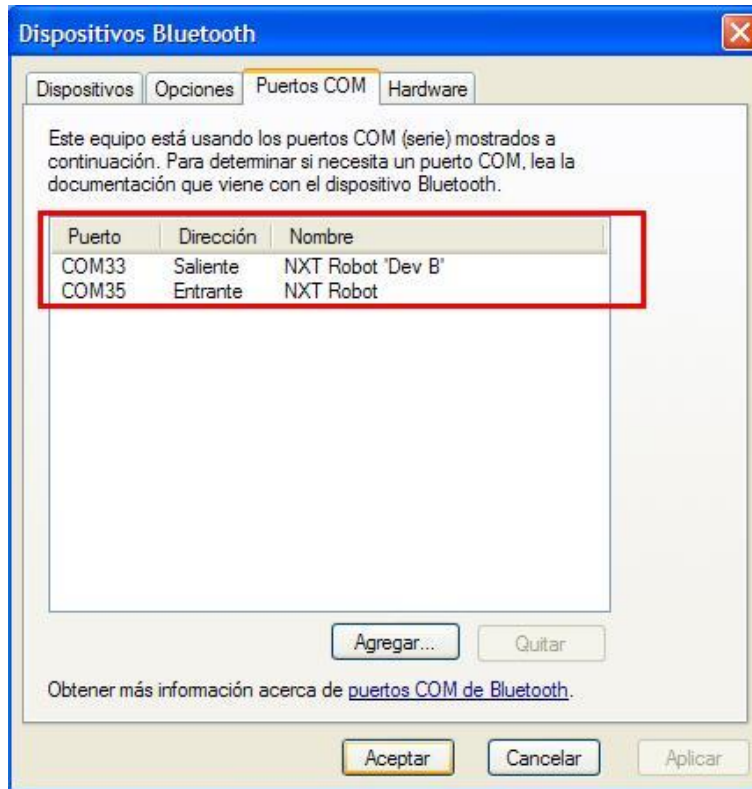 Dispositivos Bluetooth
Dispositivos Opciones Puertos COM Hardware
Este equipo está usando los puertos COM (serie) mostrados a
continuación. Para determinar si necesita un puerto COM, lea la
documentación que viene con el dispositivo Bluetooth.
Puerto Dirección Nombre
COM33 Saliente NXT Robot 'Dev B'
COM35 Entrante NXT Robot
Agregar... Quitar
Obtener más información acerca de puertos COM de Bluetooth.
Aceptar Cancelar Aplicar